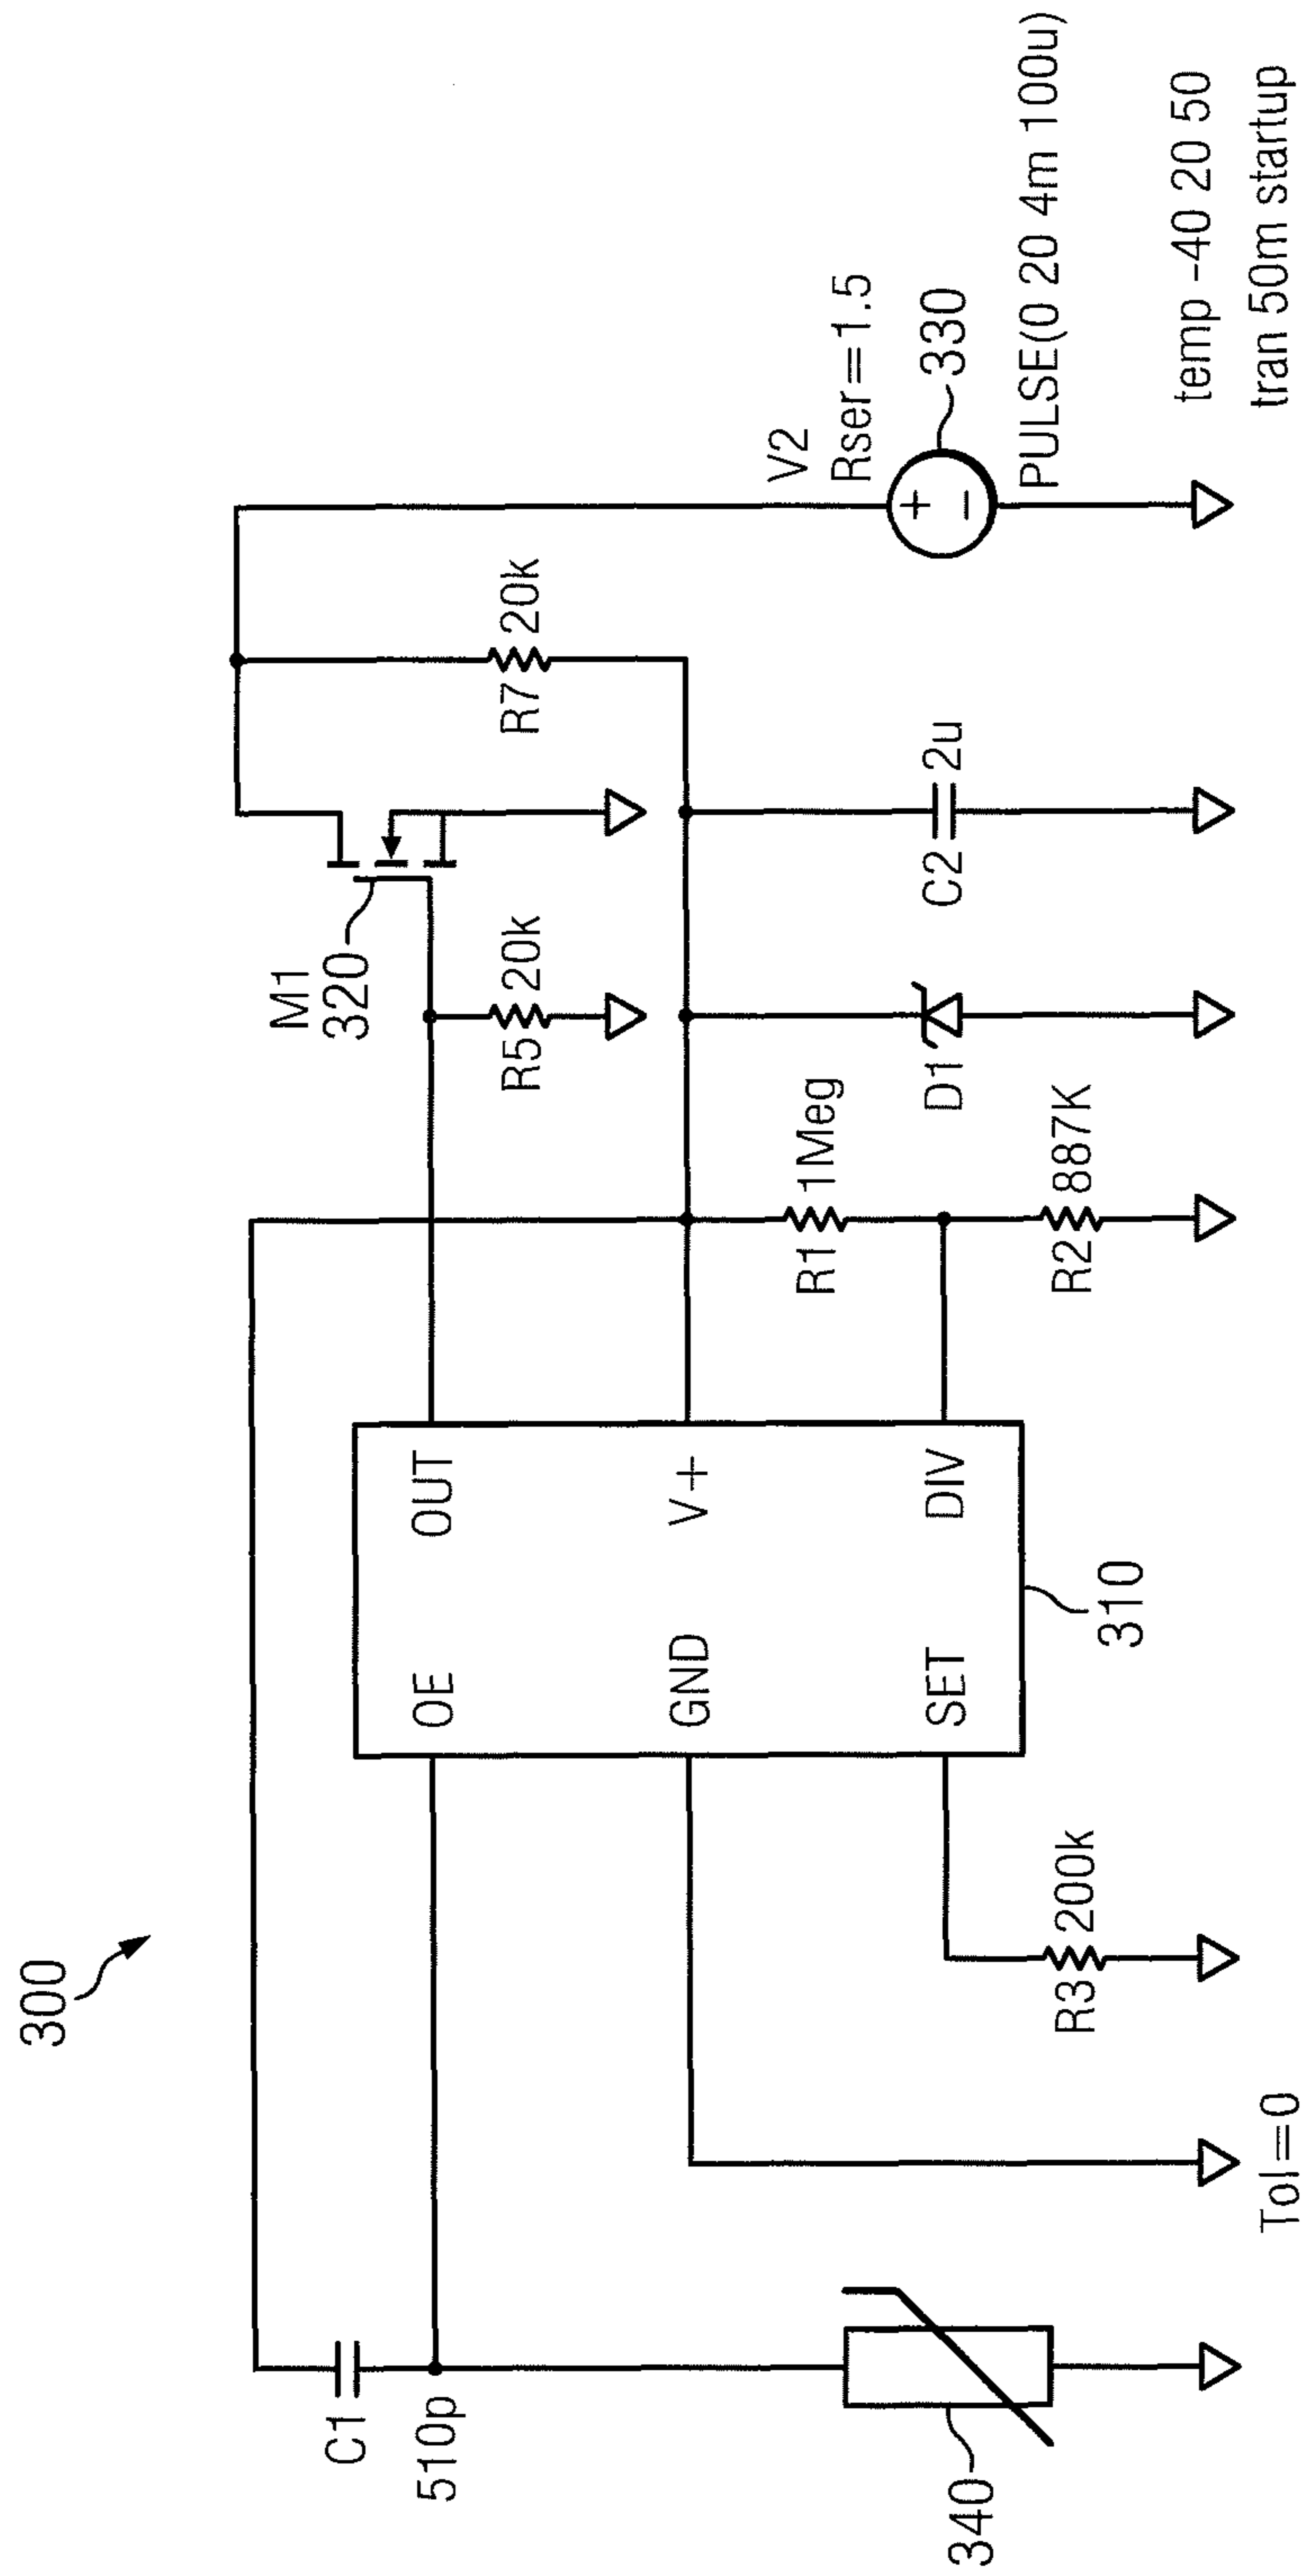 300
C1
510p
340
Tol=0
OE
GND
SET
OUT
V+
DIV
310
R3 200k
R1 1Meg
R2 887K
M1
320
R5 20k
D1
C2 2u
R7 20k
V2
Rser=1.5
330
PULSE(0 20 4m 100u)
temp -40 20 50
tran 50m startup